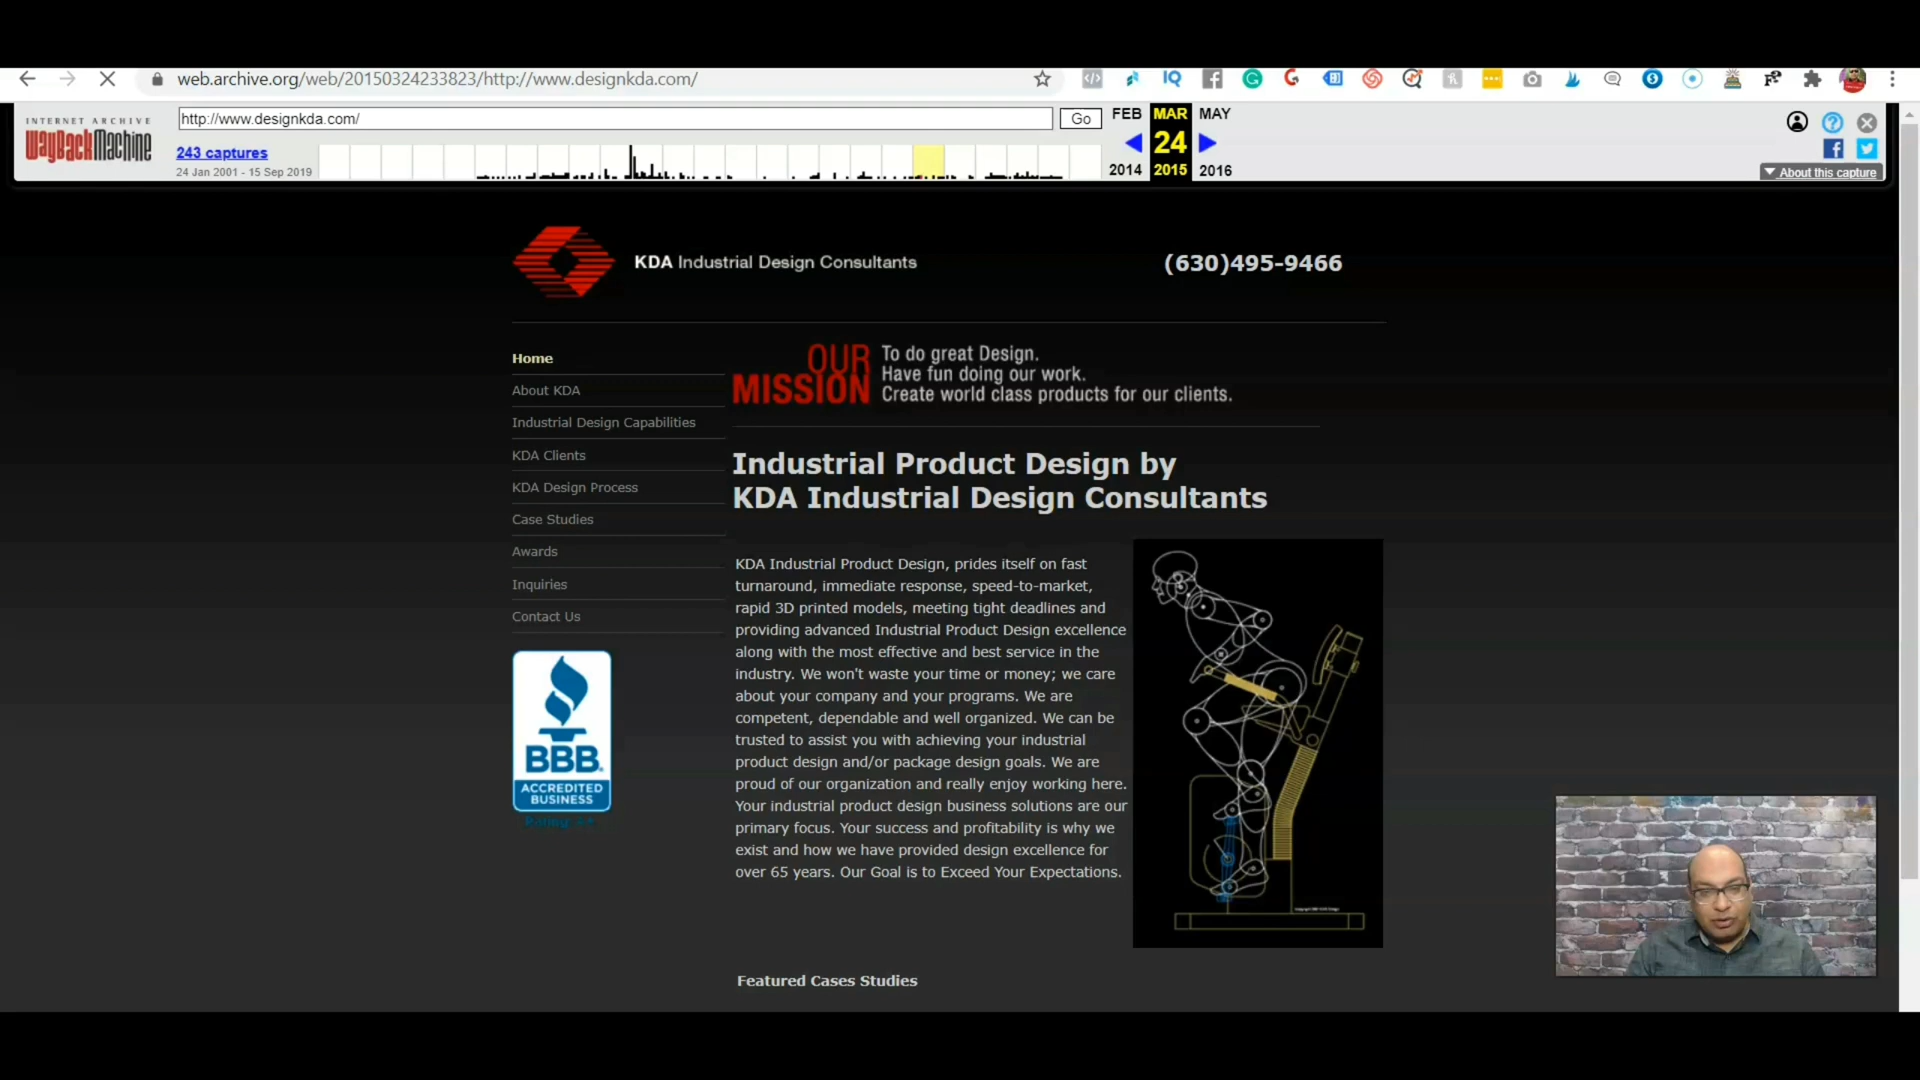 web.archive.org/web/20150324233823/http://www.designkda.com/
INTERNET ARCHIVE
WayBackMachine
http://www.designkda.com/
Go
243 captures
24 Jan 2001 - 15 Sep 2019
FEB MAR MAY
24
2014 2015 2016
About this capture
KDA Industrial Design Consultants
(630)495-9466
Home
About KDA
Industrial Design Capabilities
KDA Clients
KDA Design Process
Case Studies
Awards
Inquiries
Contact Us
BBB.
ACCREDITED
BUSINESS
OUR
MISSION
To do great Design.
Have fun doing our work.
Create world class products for our clients.
Industrial Product Design by
KDA Industrial Design Consultants
KDA Industrial Product Design, prides itself on fast
turnaround, immediate response, speed-to-market,
rapid 3D printed models, meeting tight deadlines and
providing advanced Industrial Product Design excellence
along with the most effective and best service in the
industry. We won't waste your time or money; we care
about your company and your programs. We are
competent, dependable and well organized. We can be
trusted to assist you with achieving your industrial
product design and/or package design goals. We are
proud of our organization and really enjoy working here.
Your industrial product design business solutions are our
primary focus. Your success and profitability is why we
exist and how we have provided design excellence for
over 65 years. Our Goal is to Exceed Your Expectations.
Featured Cases Studies